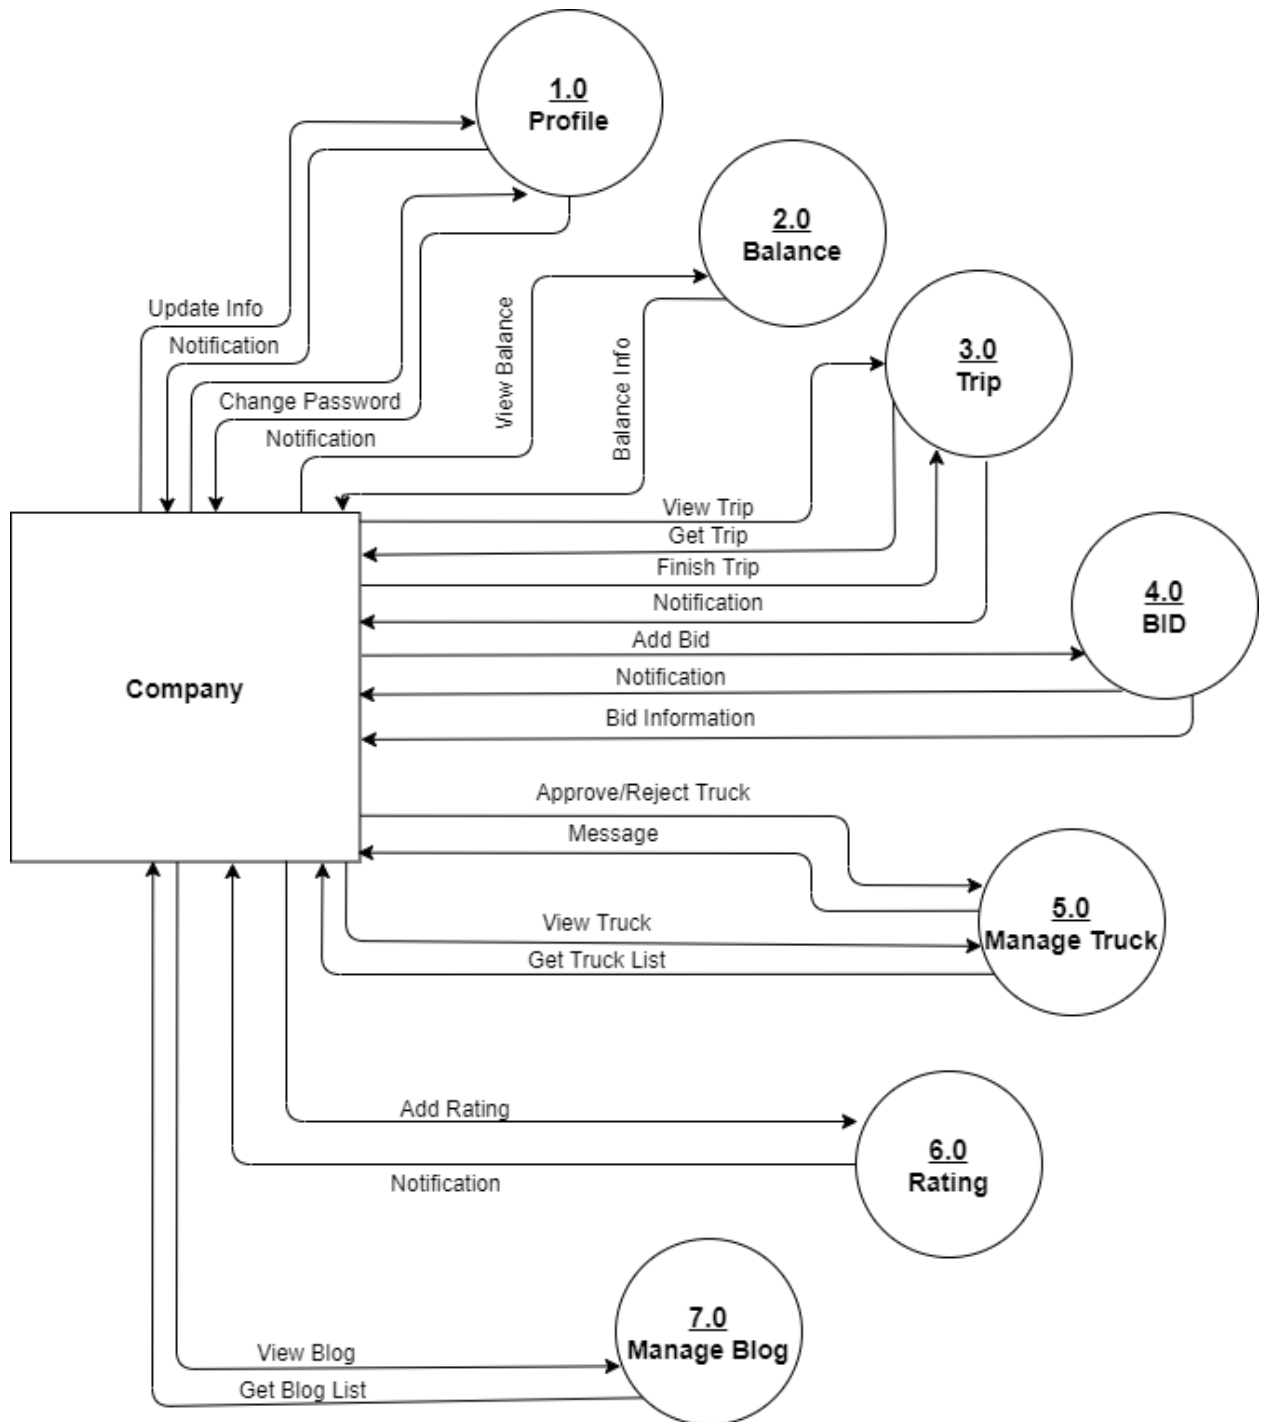 1.0
Profile
2.0
Balance
3.0
Trip
Update Info
Notification
Change Password
Notification
View Balance
Balance Info
View Trip
Get Trip
Finish Trip
Notification
Add Bid
Notification
Bid Information
4.0
BID
Company
Approve/Reject Truck
Message
View Truck
Get Truck List
5.0
Manage Truck
Add Rating
Notification
6.0
Rating
7.0
Manage Blog
View Blog
Get Blog List